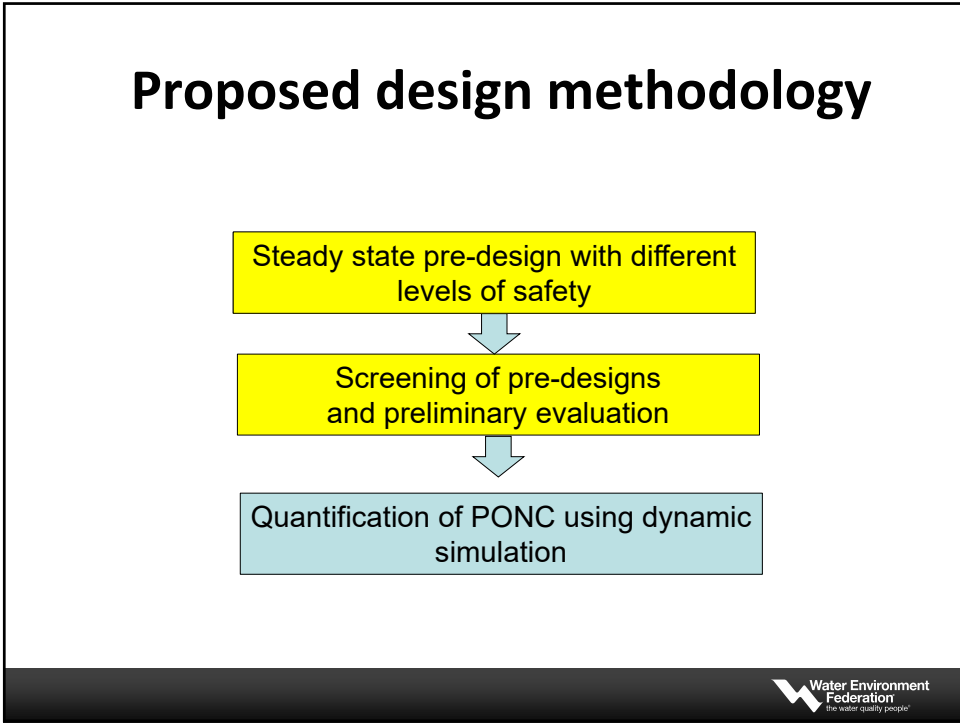 Proposed design methodology
Steady state pre-design with different
levels of safety
Screening of pre-designs
and preliminary evaluation
Quantification of PONC using dynamic
simulation
Water Environment
Federation
the water quality people®